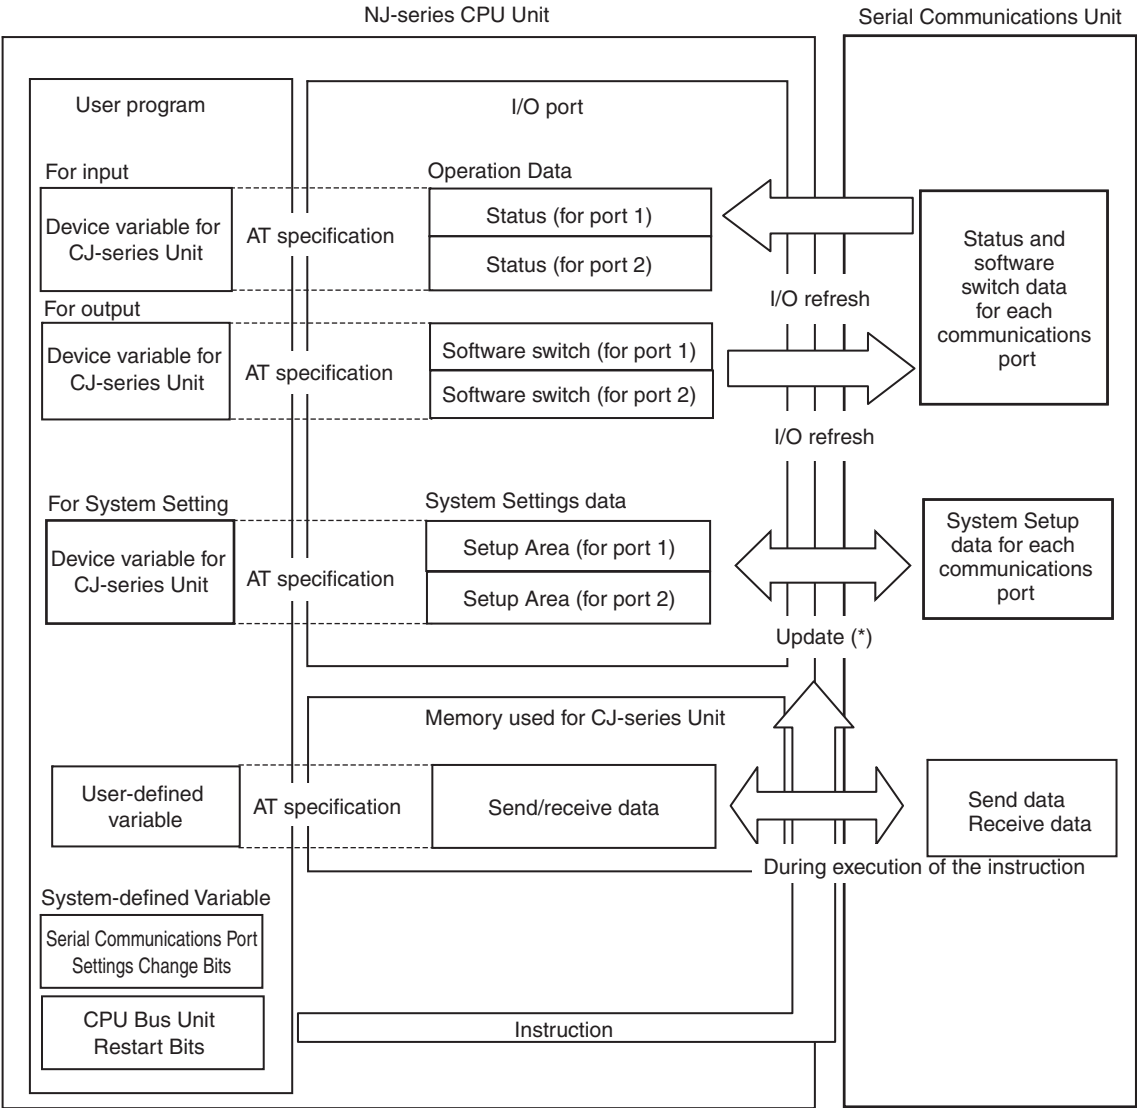 NJ-series CPU Unit
Serial Communications Unit
User program
I/O port
For input
Operation Data
Device variable for
CJ-series Unit
AT specification
Status (for port 1)
Status (for port 2)
Status and
software
switch data
for each
communications
port
I/O refresh
For output
Device variable for
CJ-series Unit
AT specification
Software switch (for port 1)
Software switch (for port 2)
I/O refresh
For System Setting
System Settings data
Device variable for
CJ-series Unit
AT specification
Setup Area (for port 1)
Setup Area (for port 2)
System Setup
data for each
communications
port
Update (*)
Memory used for CJ-series Unit
User-defined
variable
AT specification
Send/receive data
Send data
Receive data
During execution of the instruction
System-defined Variable
Serial Communications Port
Settings Change Bits
CPU Bus Unit
Restart Bits
Instruction